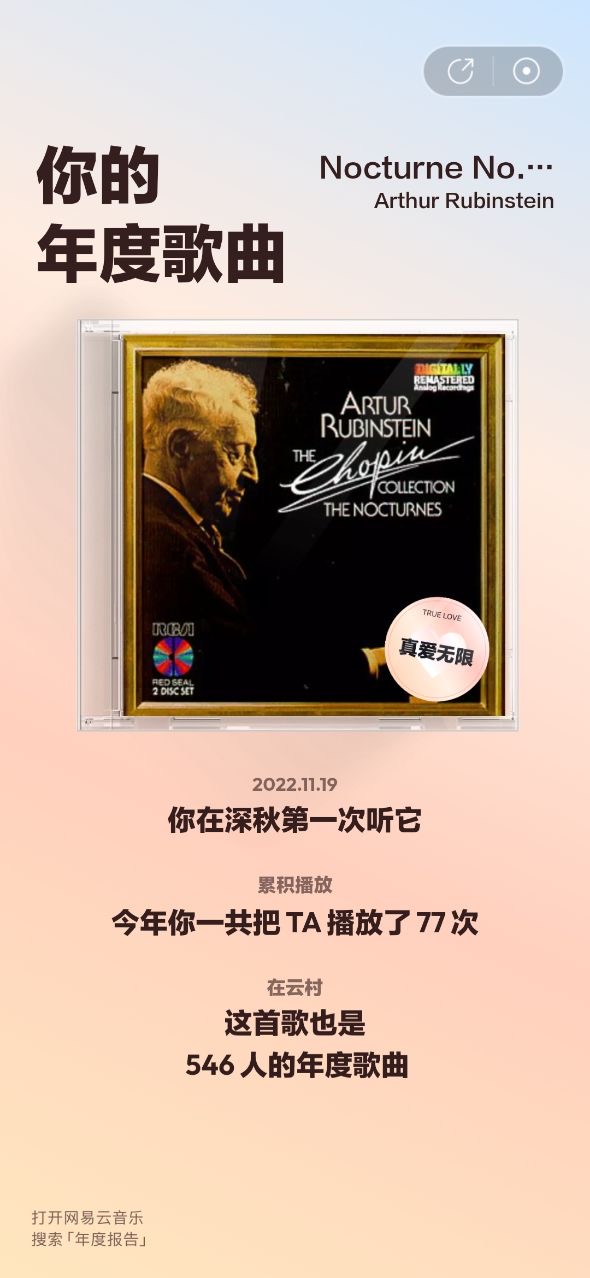 你的
年度歌曲
Nocturne No.…
Arthur Rubinstein
DIGITALLY
REMASTERED
Analog Recordings
ARTUR
RUBINSTEIN
THE Chopin
COLLECTION
THE NOCTURNES
TRUE LOVE
真爱无限
RCA
RED SEAL
2 DISC SET
2022.11.19
你在深秋第一次听它
累积播放
今年你一共把 TA 播放了 77 次
在云村
这首歌也是
546 人的年度歌曲
打开网易云音乐
搜索「年度报告」